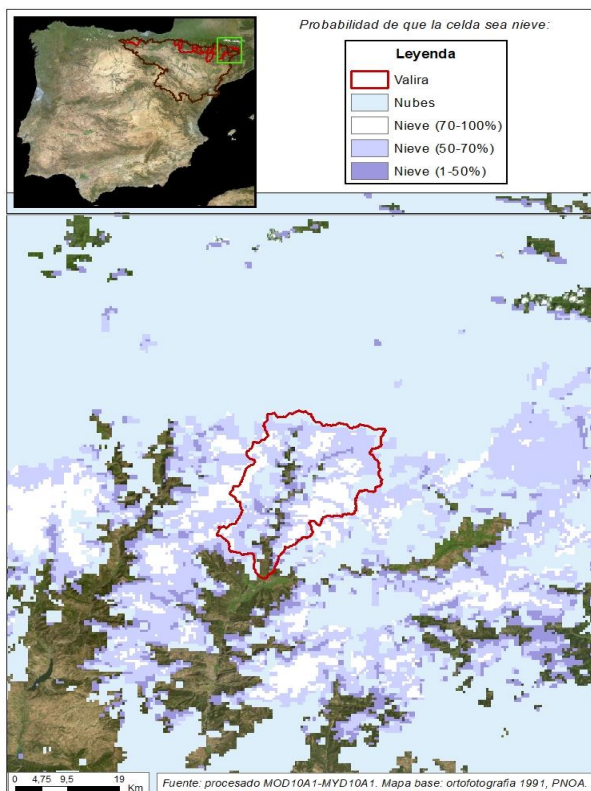 Probabilidad de que la celda sea nieve:
Leyenda
Valira
Nubes
Nieve (70-100%)
Nieve (50-70%)
Nieve (1-50%)
0 4,75 9,5 19
Km
Fuente: procesado MOD10A1-MYD10A1. Mapa base: ortofotografia 1991, PNOA.